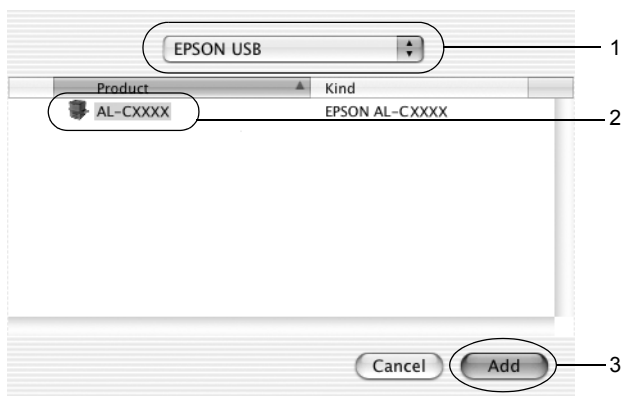 EPSON USB 1
Product Kind
AL-CXXXX EPSON AL-CXXXX 2
Cancel Add 3